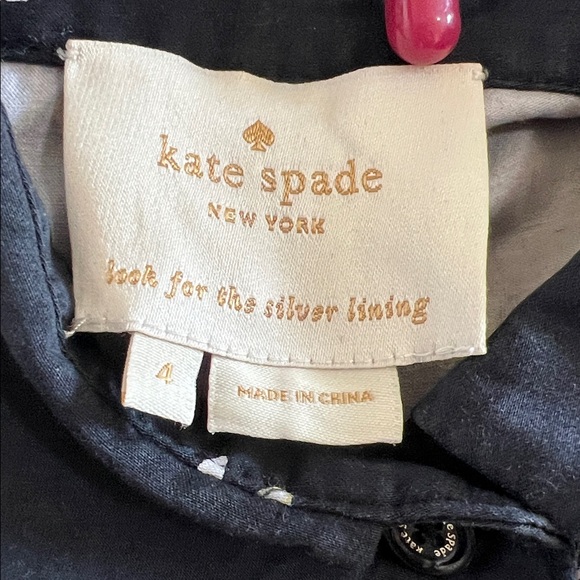 kate spade
NEW YORK
look for the silver lining
4
MADE IN CHINA
kate spade